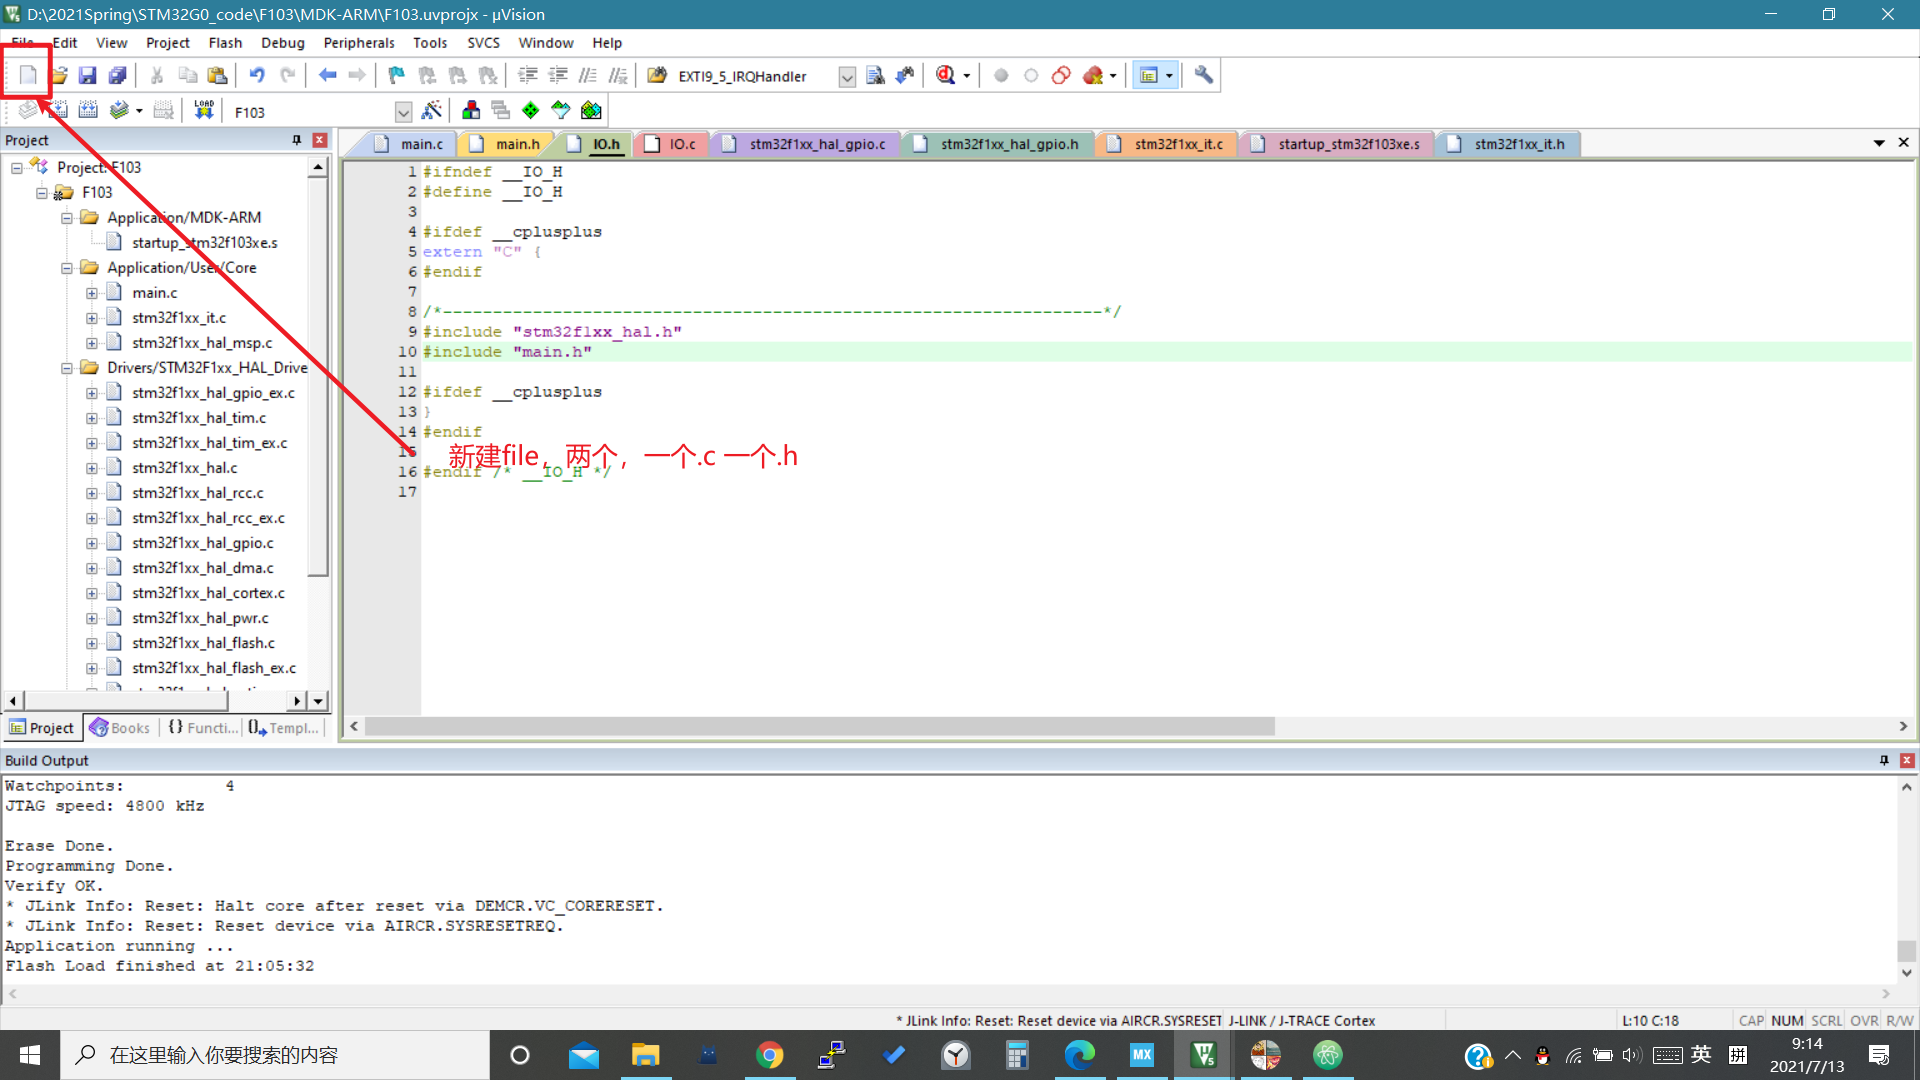 D:\2021Spring\STM32G0_code\F103\MDK-ARM\F103.uvprojx - µVision
File Edit View Project Flash Debug Peripherals Tools SVCS Window Help
EXTI9_5_IRQHandler
LOAD F103
Project
main.c main.h IO.h IO.c stm32f1xx_hal_gpio.c stm32f1xx_hal_gpio.h stm32f1xx_it.c startup_stm32f103xe.s stm32f1xx_it.h
Project: F103
F103
Application/MDK-ARM
startup_stm32f103xe.s
Application/User/Core
main.c
stm32f1xx_it.c
stm32f1xx_hal_msp.c
Drivers/STM32F1xx_HAL_Drive
stm32f1xx_hal_gpio_ex.c
stm32f1xx_hal_tim.c
stm32f1xx_hal_tim_ex.c
stm32f1xx_hal.c
stm32f1xx_hal_rcc.c
stm32f1xx_hal_rcc_ex.c
stm32f1xx_hal_gpio.c
stm32f1xx_hal_dma.c
stm32f1xx_hal_cortex.c
stm32f1xx_hal_pwr.c
stm32f1xx_hal_flash.c
stm32f1xx_hal_flash_ex.c
Project Books {} Functi... Templ...
1 #ifndef __IO_H
2 #define __IO_H
3
4 #ifdef __cplusplus
5 extern "C" {
6 #endif
7
8 /*------------------------------------------------------------------*/
9 #include "stm32f1xx_hal.h"
10 #include "main.h"
11
12 #ifdef __cplusplus
13 }
14 #endif
15
新建file，两个，一个.c 一个.h
16 #endif /* __IO_H */
17
Build Output
Watchpoints: 4
JTAG speed: 4800 kHz
Erase Done.
Programming Done.
Verify OK.
* JLink Info: Reset: Halt core after reset via DEMCR.VC_CORERESET.
* JLink Info: Reset: Reset device via AIRCR.SYSRESETREQ.
Application running ...
Flash Load finished at 21:05:32
* JLink Info: Reset: Reset device via AIRCR.SYSRESET J-LINK / J-TRACE Cortex L:10 C:18 CAP NUM SCRL OVR R/W
在这里输入你要搜索的内容
MX
英
拼
9:14
2021/7/13